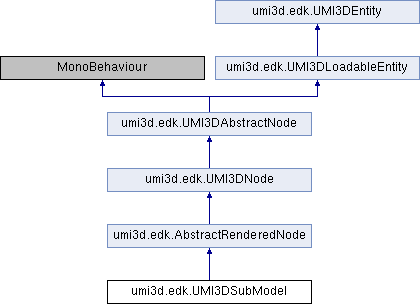 umi3d.edk.UMI3DEntity
MonoBehaviour
umi3d.edk.UMI3DLoadableEntity
umi3d.edk.UMI3DAbstractNode
umi3d.edk.UMI3DNode
umi3d.edk.AbstractRenderedNode
umi3d.edk.UMI3DSubModel